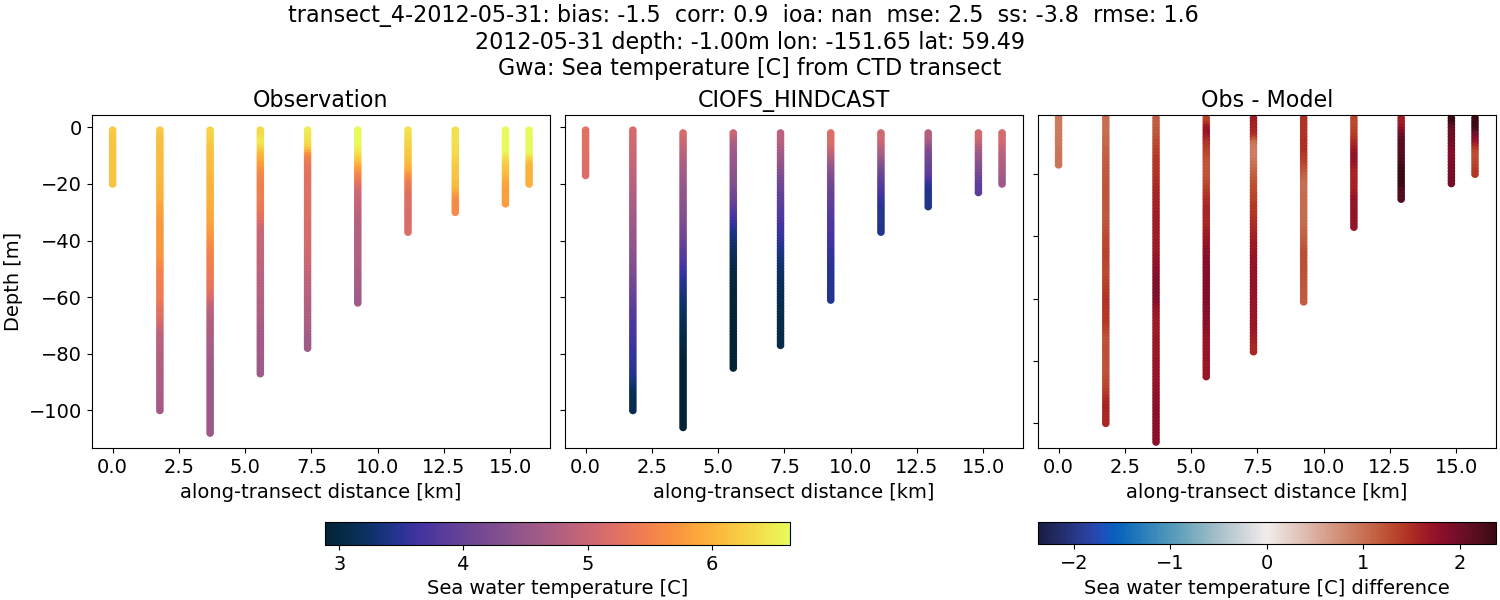 transect_4-2012-05-31: bias: -1.5  corr: 0.9  ioa: nan  mse: 2.5  ss: -3.8  rmse: 1.6
2012-05-31 depth: -1.00m lon: -151.65 lat: 59.49
Gwa: Sea temperature [C] from CTD transect
Observation
CIOFS_HINDCAST
Obs - Model
Depth [m]
0
−20
−40
−60
−80
−100
0.0 2.5 5.0 7.5 10.0 12.5 15.0
0.0 2.5 5.0 7.5 10.0 12.5 15.0
0.0 2.5 5.0 7.5 10.0 12.5 15.0
along-transect distance [km]
along-transect distance [km]
along-transect distance [km]
3 4 5 6
Sea water temperature [C]
−2 −1 0 1 2
Sea water temperature [C] difference